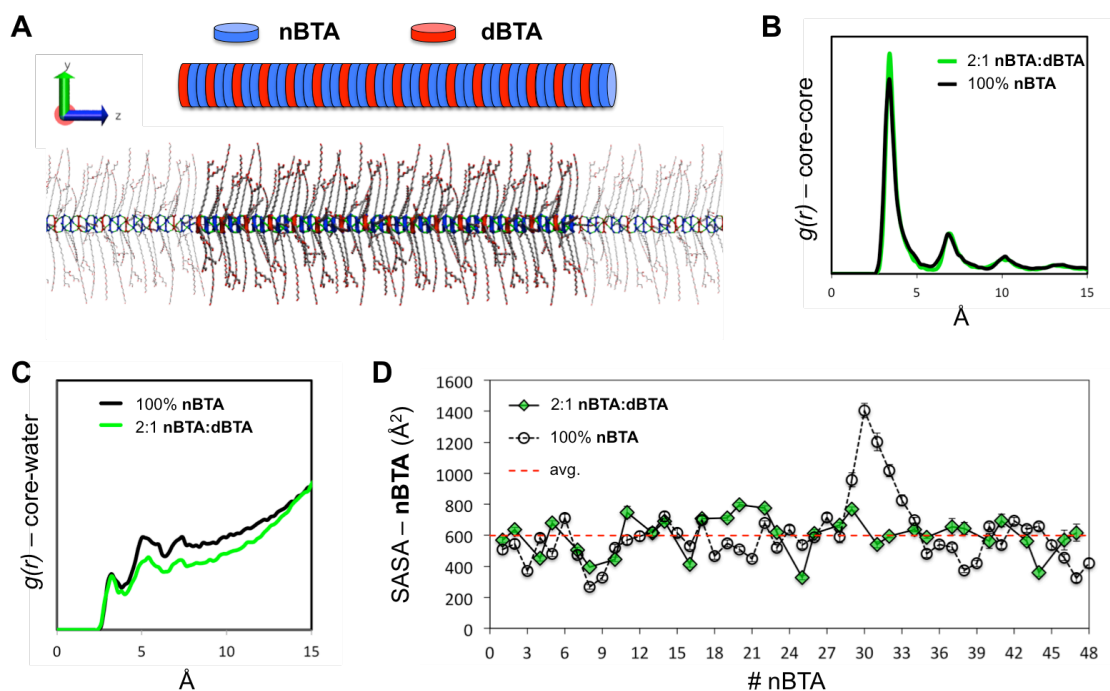 A
nBTA
dBTA
y
z
B
g(r) – core-core
2:1 nBTA:dBTA
100% nBTA
0
5
10
15
Å
C
g(r) – core-water
100% nBTA
2:1 nBTA:dBTA
0
5
10
15
Å
D
SASA – nBTA (Å²)
1600
1400
1200
1000
800
600
400
200
0
2:1 nBTA:dBTA
100% nBTA
avg.
0 3 6 9 12 15 18 21 24 27 30 33 36 39 42 45 48
# nBTA